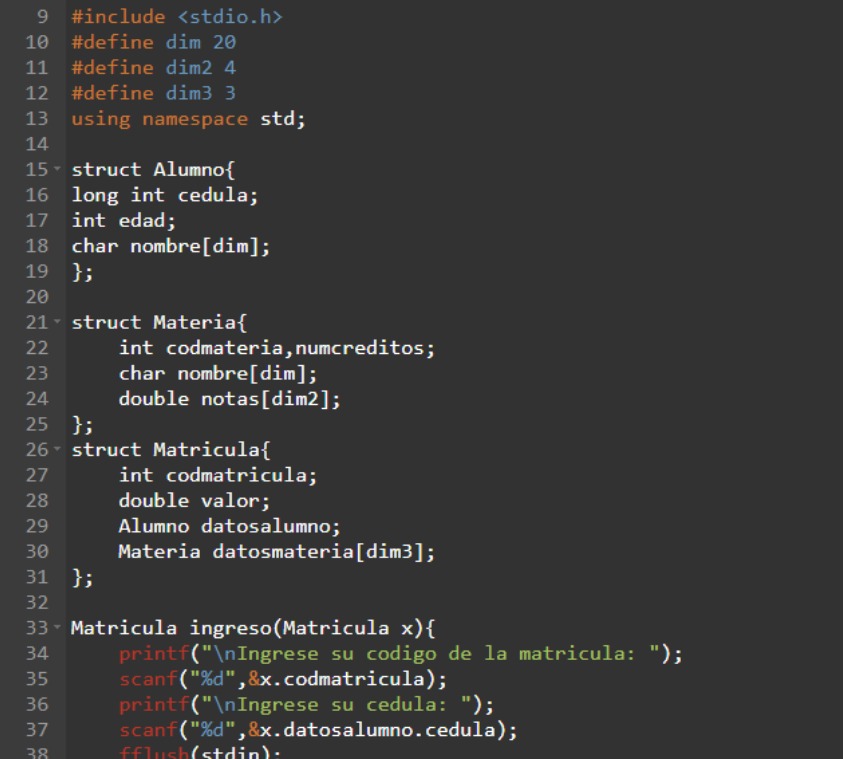 9 #include <stdio.h>
10 #define dim 20
11 #define dim2 4
12 #define dim3 3
13 using namespace std;
14
15 struct Alumno{
16 long int cedula;
17 int edad;
18 char nombre[dim];
19 };
20
21 struct Materia{
22     int codmateria,numcreditos;
23     char nombre[dim];
24     double notas[dim2];
25 };
26 struct Matricula{
27     int codmatricula;
28     double valor;
29     Alumno datosalumno;
30     Materia datosmateria[dim3];
31 };
32
33 Matricula ingreso(Matricula x){
34     printf("\nIngrese su codigo de la matricula: ");
35     scanf("%d",&x.codmatricula);
36     printf("\nIngrese su cedula: ");
37     scanf("%d",&x.datosalumno.cedula);
38     fflush(stdin);